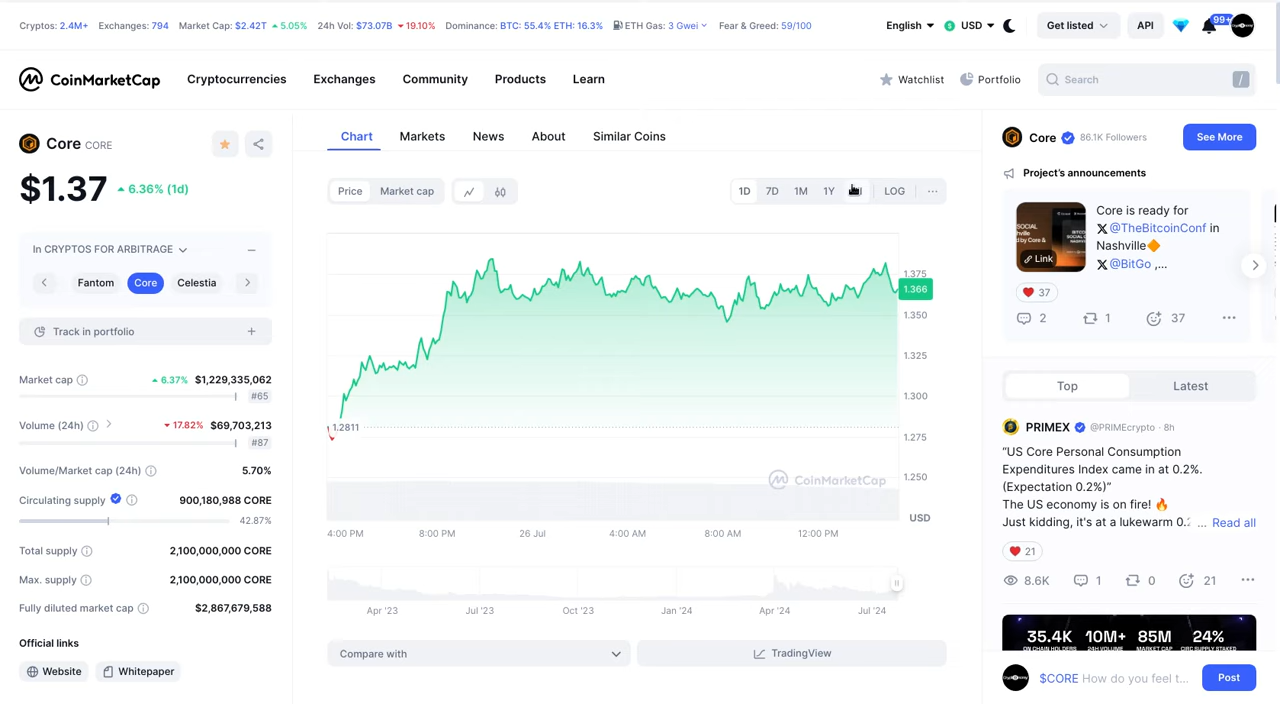 Cryptos: 2.4M+ Exchanges: 794 Market Cap: $2.42T 5.05% 24h Vol: $73.07B 19.10% Dominance: BTC: 55.4% ETH: 16.3% ETH Gas: 3 Gwei Fear & Greed: 59/100
English USD Get listed API 99+
CoinMarketCap Cryptocurrencies Exchanges Community Products Learn Watchlist Portfolio Search /
Core CORE
$1.37 6.36% (1d)
In CRYPTOS FOR ARBITRAGE
Fantom Core Celestia
Track in portfolio +
Market cap 6.37% $1,229,335,062
#65
Volume (24h) 17.82% $69,703,213
#87
Volume/Market cap (24h) 5.70%
Circulating supply 900,180,988 CORE
42.87%
Total supply 2,100,000,000 CORE
Max. supply 2,100,000,000 CORE
Fully diluted market cap $2,867,679,588
Official links
Website Whitepaper
Chart Markets News About Similar Coins
Price Market cap 1D 7D 1M 1Y LOG ...
1.375
1.366
1.350
1.325
1.300
1.2811
1.275
1.250
CoinMarketCap
USD
4:00 PM 8:00 PM 26 Jul 4:00 AM 8:00 AM 12:00 PM
Apr '23 Jul '23 Oct '23 Jan '24 Apr '24 Jul '24
Compare with TradingView
Core 86.1K Followers See More
Project's announcements
Core is ready for
@TheBitcoinConf in
Nashville
@BitGo ,...
Link
37
2 1 37 ...
Top Latest
PRIMEX @PRIMEcrypto · 8h
“US Core Personal Consumption
Expenditures Index came in at 0.2%.
(Expectation 0.2%)”
The US economy is on fire! 🔥
Just kidding, it's at a lukewarm 0.2 ... Read all
21
8.6K 1 0 21 ...
35.4K 10M+ 85M 24%
ON CHAIN HOLDERS 24H VOLUME MARKET CAP CIRC SUPPLY STAKED
$CORE How do you feel t... Post